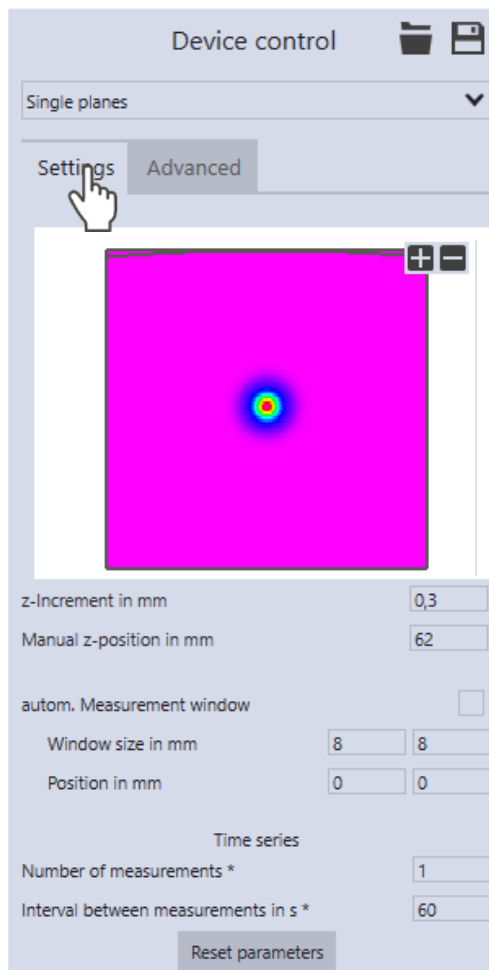 Device control
Single planes
Settings Advanced
z-Increment in mm 0,3
Manual z-position in mm 62
autom. Measurement window
Window size in mm 8 8
Position in mm 0 0
Time series
Number of measurements * 1
Interval between measurements in s * 60
Reset parameters